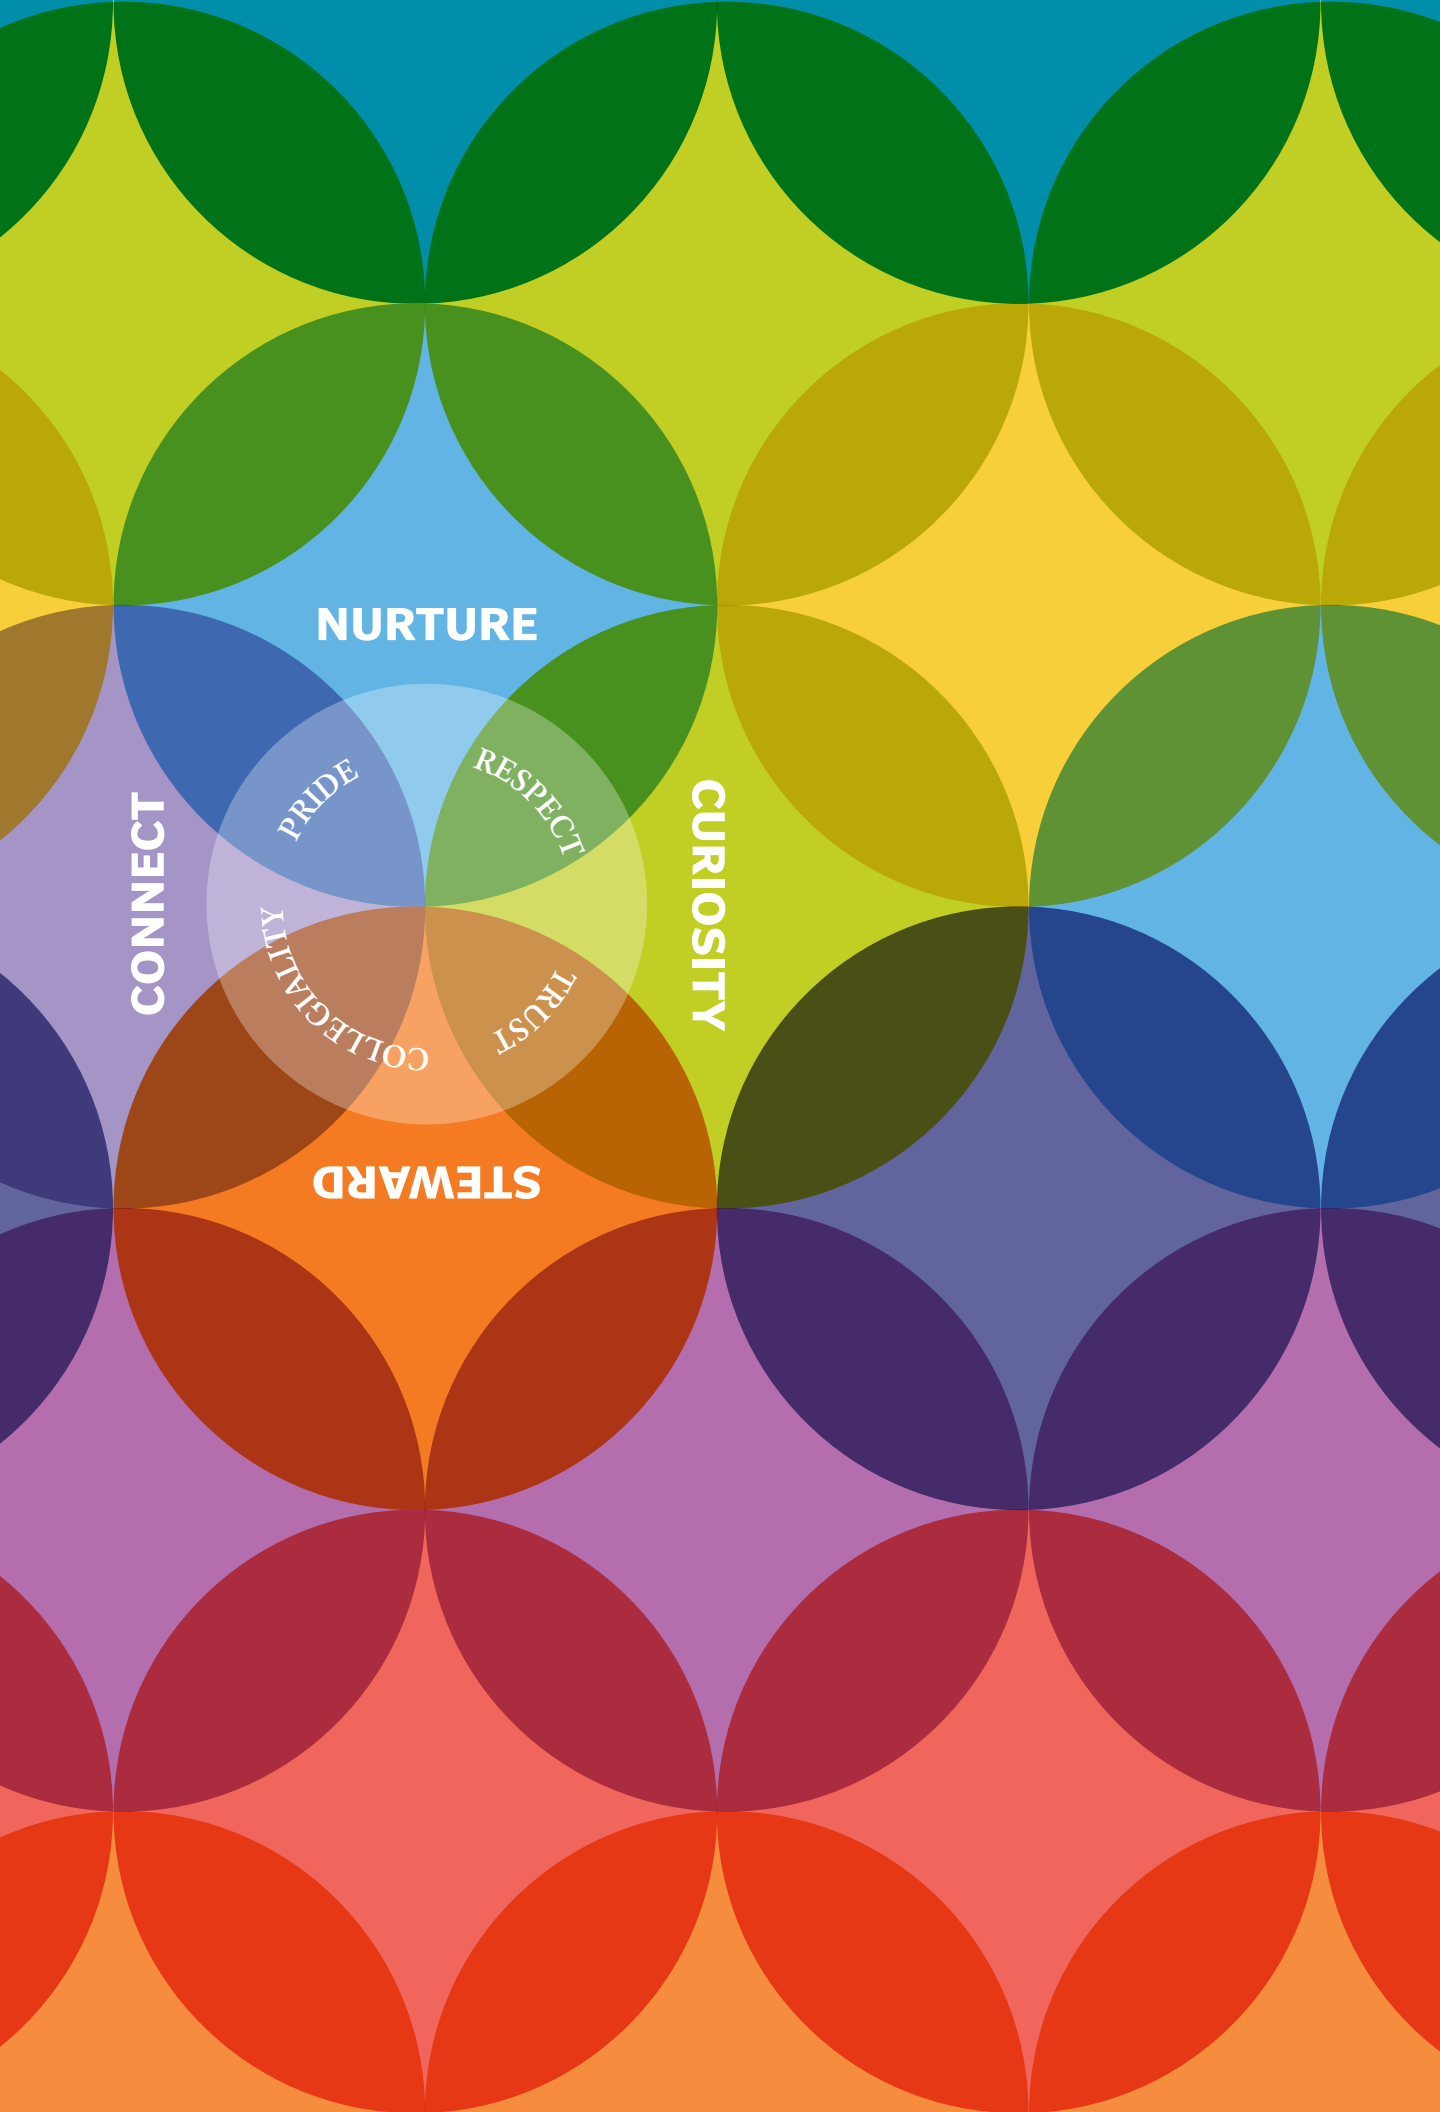 NURTURE
PRIDE
RESPECT
CONNECT
CURIOSITY
COLLEGIALITY
TRUST
STEWARD